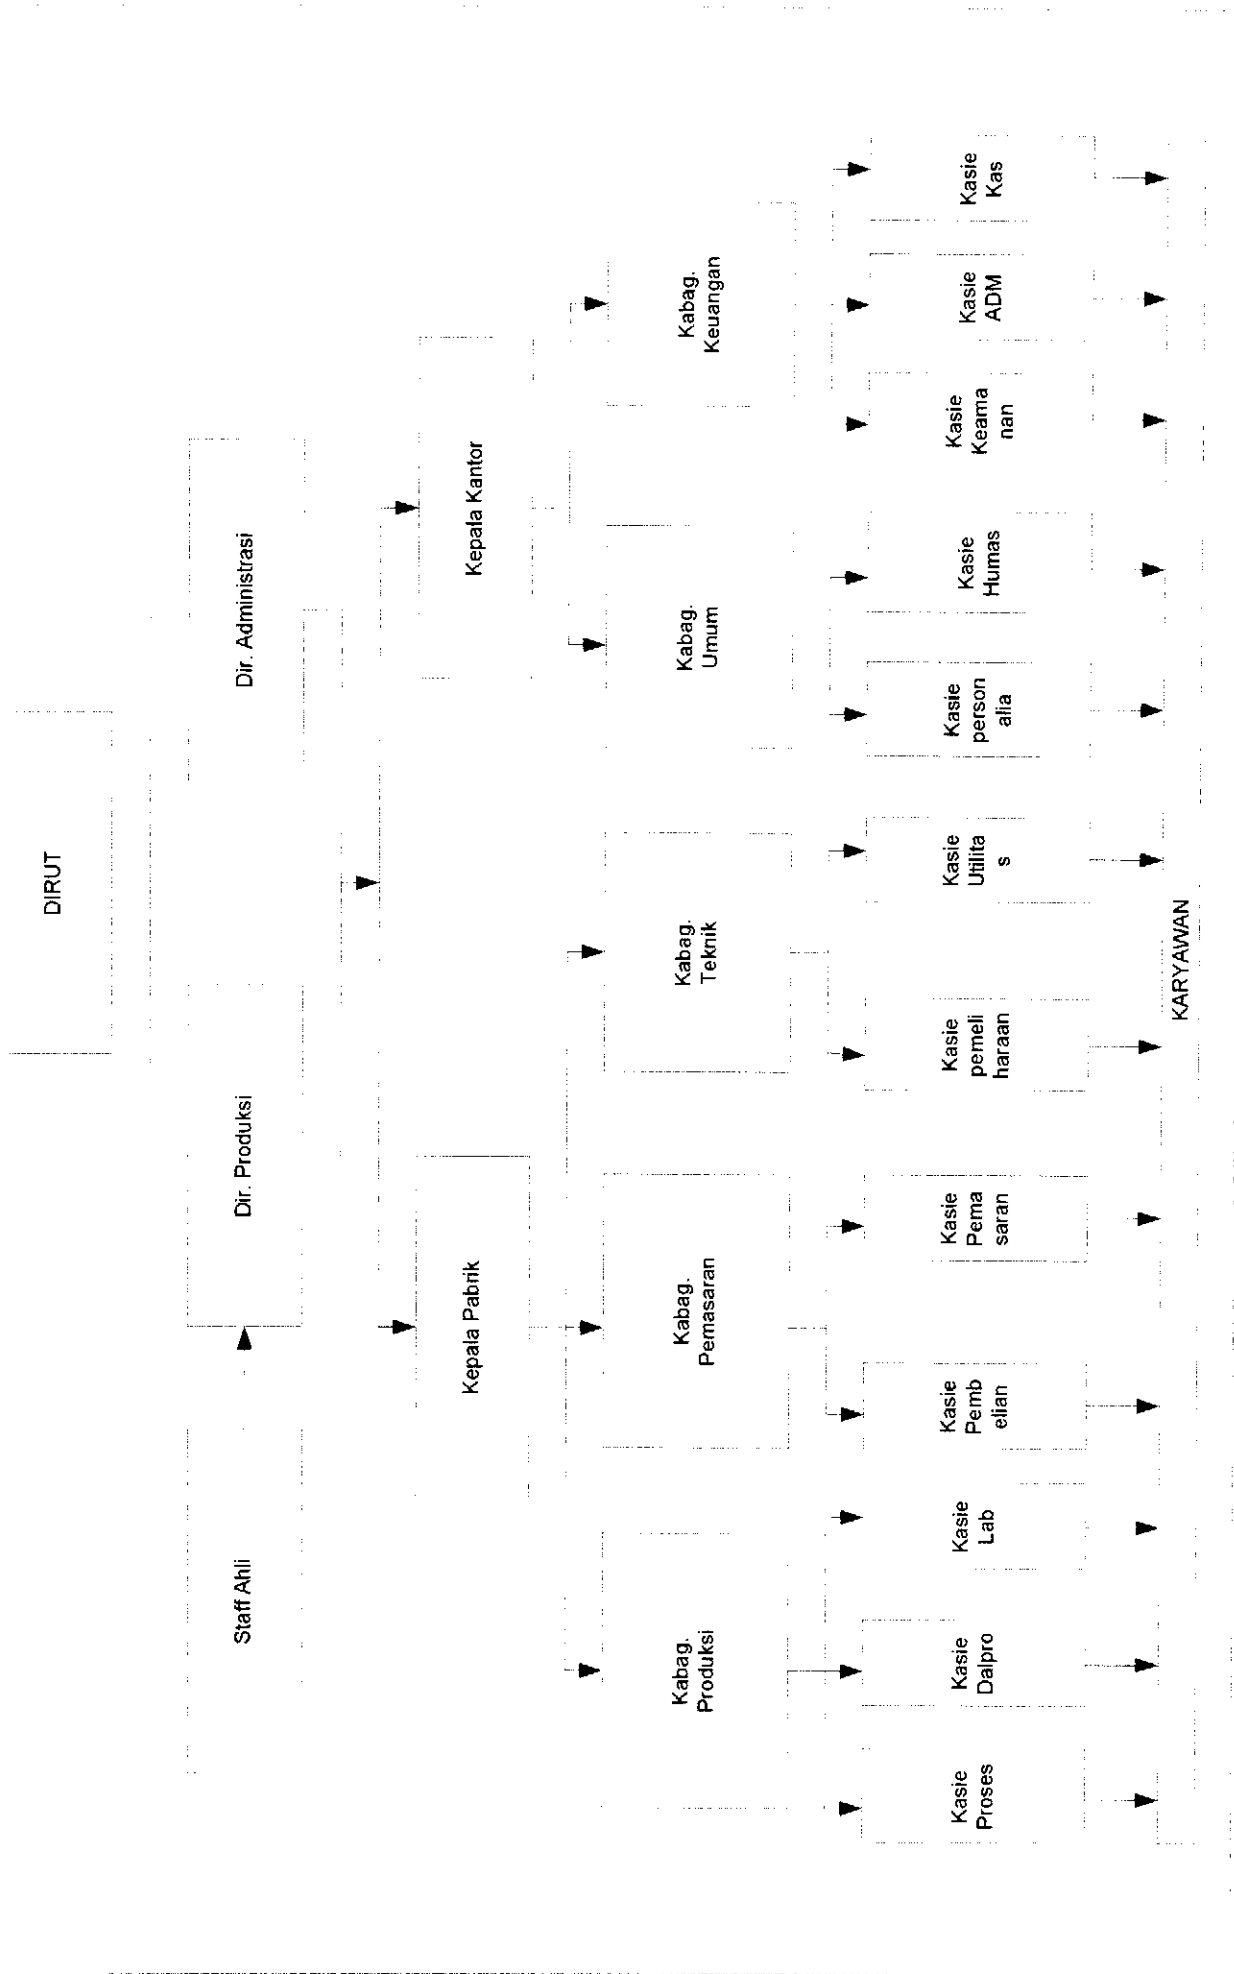 DIRUT
Staff Ahli
Dir. Produksi
Dir. Administrasi
Kepala Pabrik
Kepala Kantor
Kabag.
Produksi
Kabag.
Pemasaran
Kabag.
Teknik
Kabag.
Umum
Kabag.
Keuangan
Kasie
Proses
Kasie
Dalpro
Kasie
Lab
Kasie
Pemb
elian
Kasie
Pema
saran
Kasie
pemeli
haraan
Kasie
Utilita
s
Kasie
person
alia
Kasie
Humas
Kasie
Keama
nan
Kasie
ADM
Kasie
Kas
KARYAWAN